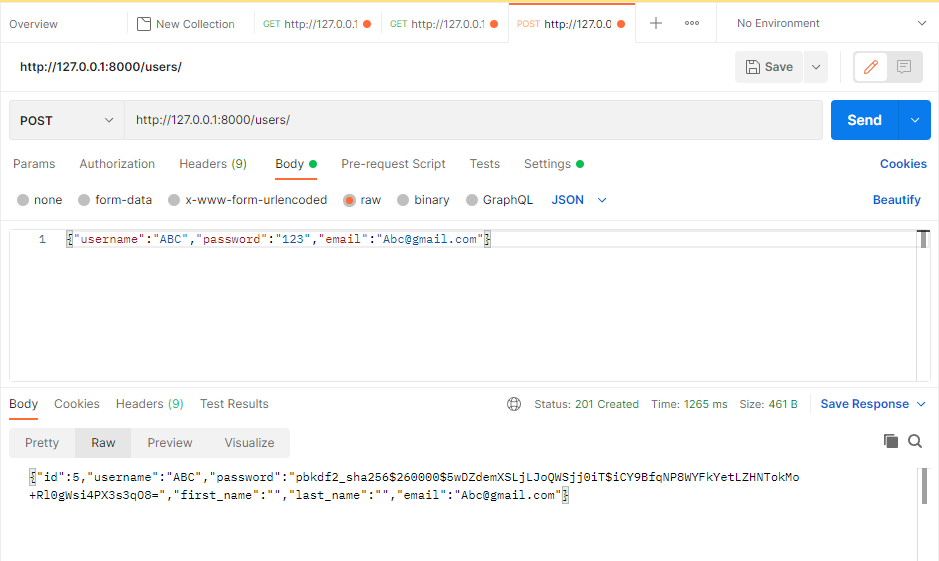 Overview New Collection GET http://127.0.0.1 GET http://127.0.0.1 POST http://127.0.0 No Environment
http://127.0.0.1:8000/users/ Save
POST http://127.0.0.1:8000/users/ Send
Params Authorization Headers (9) Body Pre-request Script Tests Settings Cookies
none form-data x-www-form-urlencoded raw binary GraphQL JSON Beautify
1 {"username":"ABC","password":"123","email":"Abc@gmail.com"}
Body Cookies Headers (9) Test Results Status: 201 Created Time: 1265 ms Size: 461 B Save Response
Pretty Raw Preview Visualize
{"id":5,"username":"ABC","password":"pbkdf2_sha256$260000$5wDZdemXSLjLJoQWSjj0iT$iCY9BfqNP8WYFkYetLZHNTokMo
+Rl0gWsi4PX3s3qO8=","first_name":"","last_name":"","email":"Abc@gmail.com"}